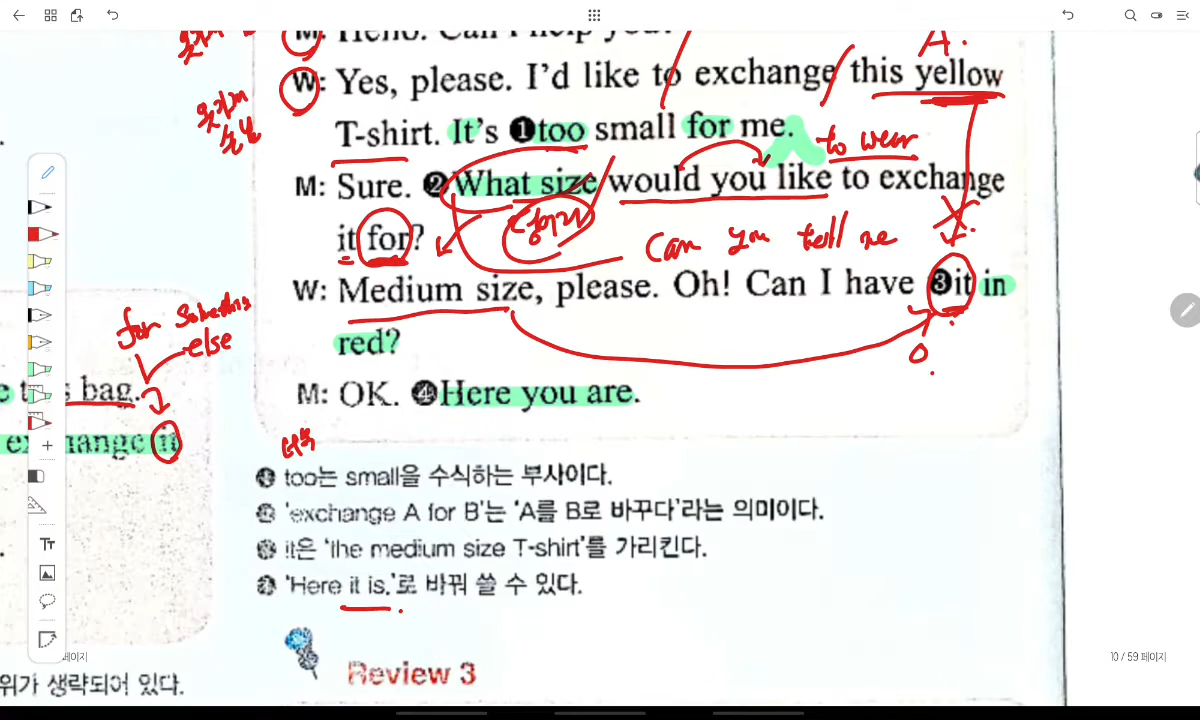 M: Hello. Can I help you?
A.
W: Yes, please. I'd like to exchange this yellow
T-shirt. It's ❶too small for me.
to wear
M: Sure. ❷What size would you like to exchange
it for?
Can you tell me
W: Medium size, please. Oh! Can I have ❸it in
red?
for something
else
bag.
M: OK. ❹Here you are.
exchange it
너무
❶ too는 small을 수식하는 부사이다.
❷ 'exchange A for B'는 'A를 B로 바꾸다'라는 의미이다.
❸ it은 'the medium size T-shirt'를 가리킨다.
❹ 'Here it is.'로 바꿔 쓸 수 있다.
Tт
페이지
10 / 59 페이지
Review 3
위가 생략되어 있다.